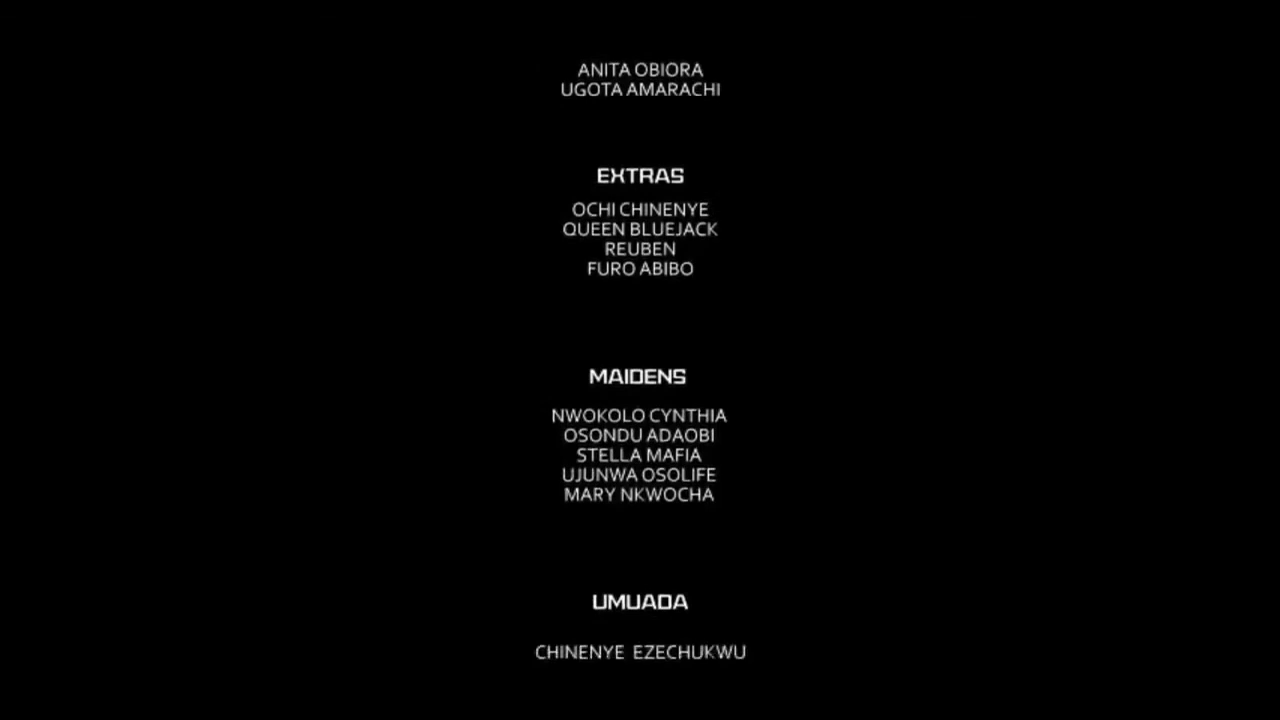 ANITA OBIORA
UGOTA AMARACHI
EXTRAS
OCHI CHINENYE
QUEEN BLUEJACK
REUBEN
FURO ABIBO
MAIDENS
NWOKOLO CYNTHIA
OSONDU ADAOBI
STELLA MAFIA
UJUNWA OSOLIFE
MARY NKWOCHA
UMUADA
CHINENYE EZECHUKWU